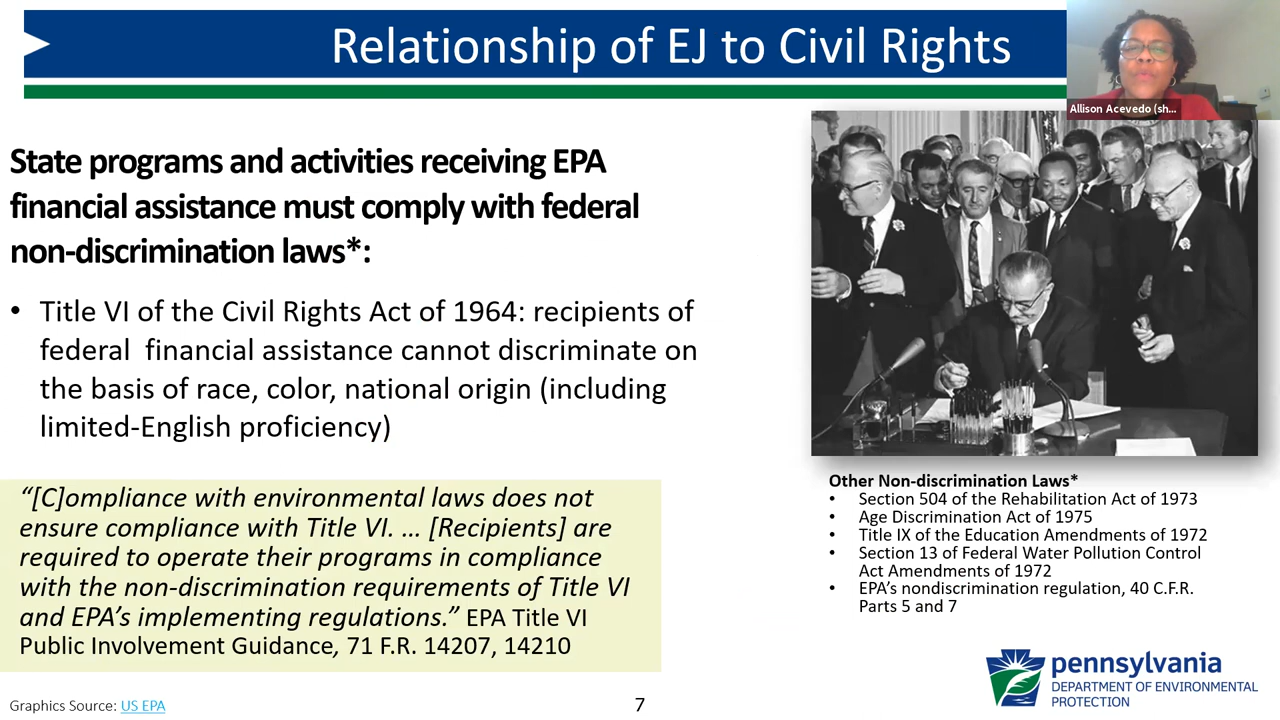 Relationship of EJ to Civil Rights
Allison Acevedo (sh...
State programs and activities receiving EPA
financial assistance must comply with federal
non-discrimination laws*:
• Title VI of the Civil Rights Act of 1964: recipients of
federal financial assistance cannot discriminate on
the basis of race, color, national origin (including
limited-English proficiency)
“[C]ompliance with environmental laws does not
ensure compliance with Title VI. … [Recipients] are
required to operate their programs in compliance
with the non-discrimination requirements of Title VI
and EPA’s implementing regulations.” EPA Title VI
Public Involvement Guidance, 71 F.R. 14207, 14210
Other Non-discrimination Laws*
• Section 504 of the Rehabilitation Act of 1973
• Age Discrimination Act of 1975
• Title IX of the Education Amendments of 1972
• Section 13 of Federal Water Pollution Control
Act Amendments of 1972
• EPA’s nondiscrimination regulation, 40 C.F.R.
Parts 5 and 7
pennsylvania
DEPARTMENT OF ENVIRONMENTAL
PROTECTION
Graphics Source: US EPA
7